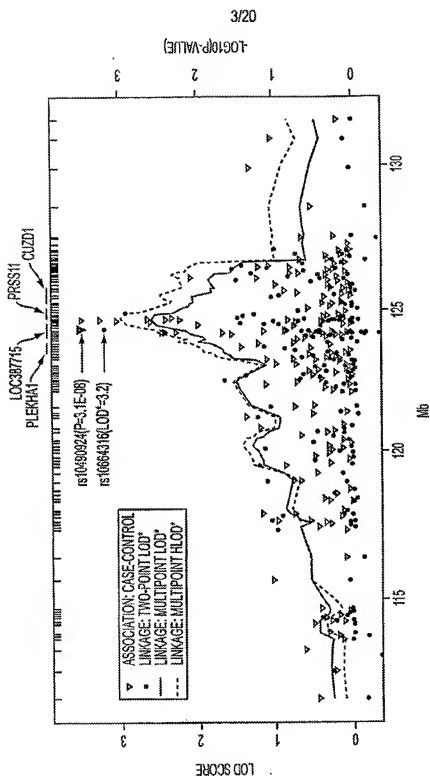 3/20
-LOG10(P-VALUE)
3
2
1
0
LOC387715
PLEKHA1
PRSS11
CUZD1
rs10490924(P=3.1E-08)
rs10664316(LOD*=3.2)
▽ ASSOCIATION: CASE-CONTROL
• LINKAGE: TWO-POINT LOD*
LINKAGE: MULTIPOINT LOD*
LINKAGE: MULTIPOINT HLOD*
115
120
125
130
Mb
3
2
1
0
LOD SCORE